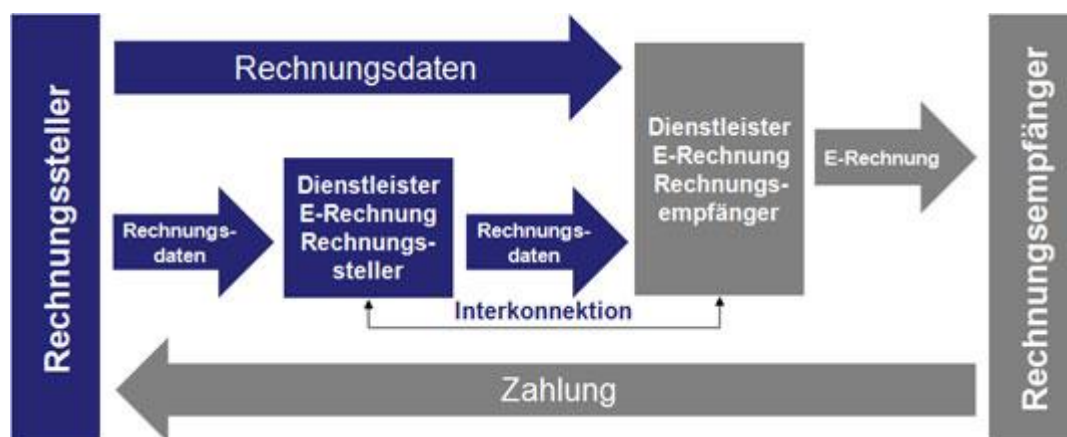 Rechnungssteller
Rechnungsdaten
Rechnungs-
daten
Dienstleister
E-Rechnung
Rechnungs-
steller
Rechnungs-
daten
Interkonnektion
Dienstleister
E-Rechnung
Rechnungs-
empfänger
E-Rechnung
Zahlung
Rechnungsempfänger